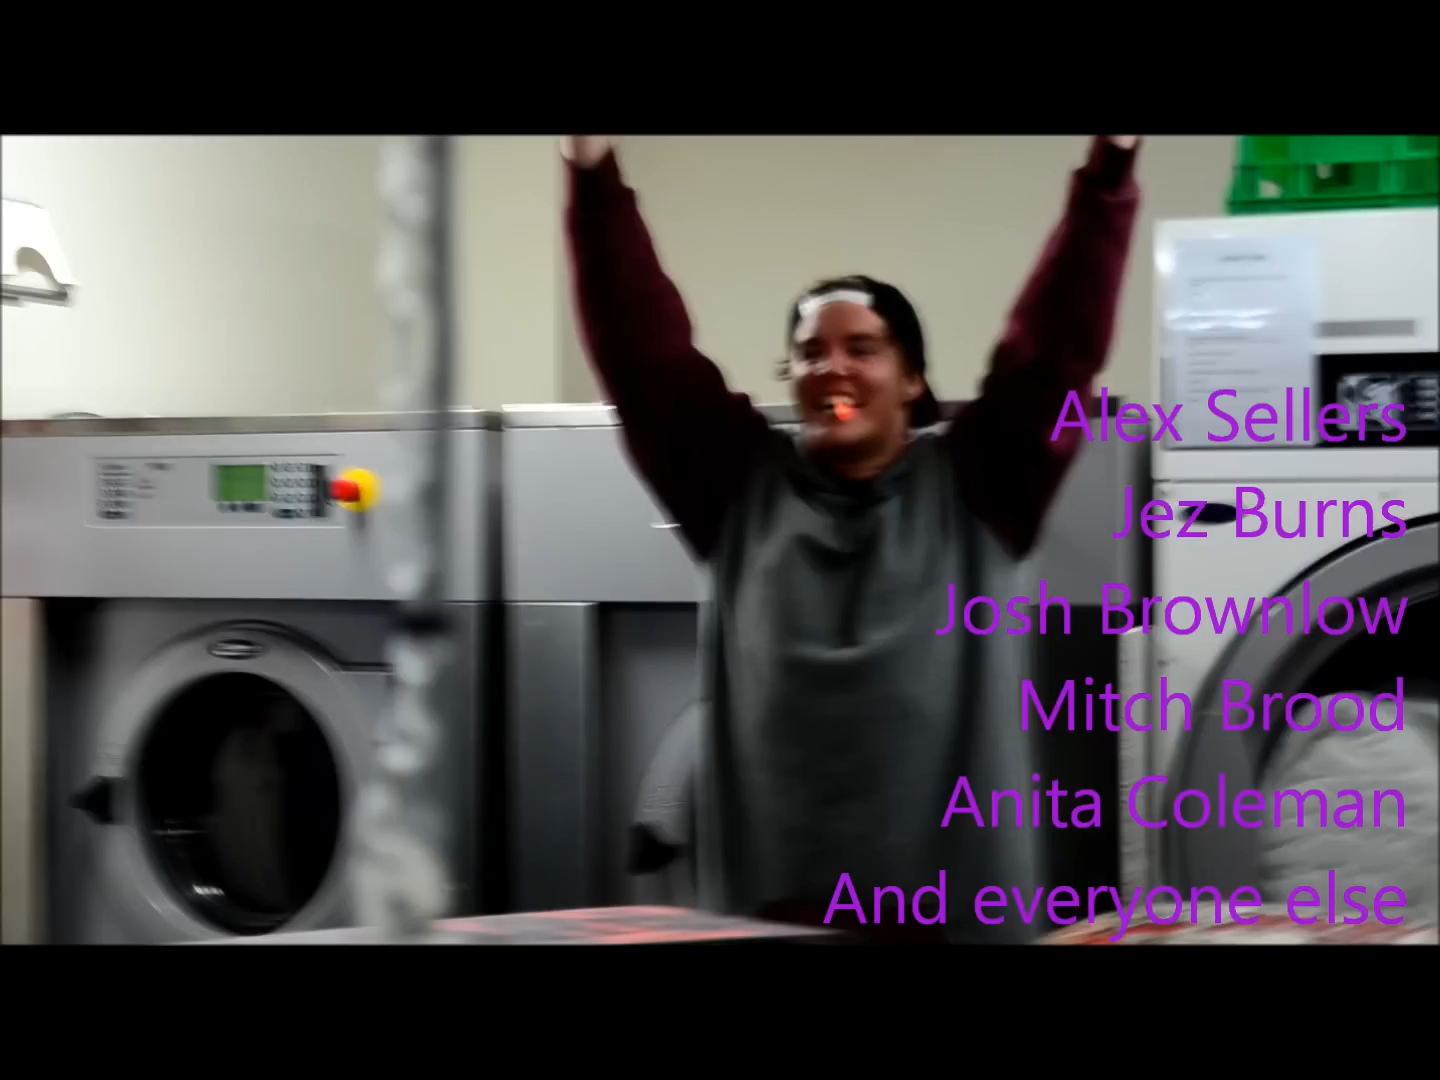 Alex Sellers
Jez Burns
Josh Brownlow
Mitch Brood
Anita Coleman
And everyone else